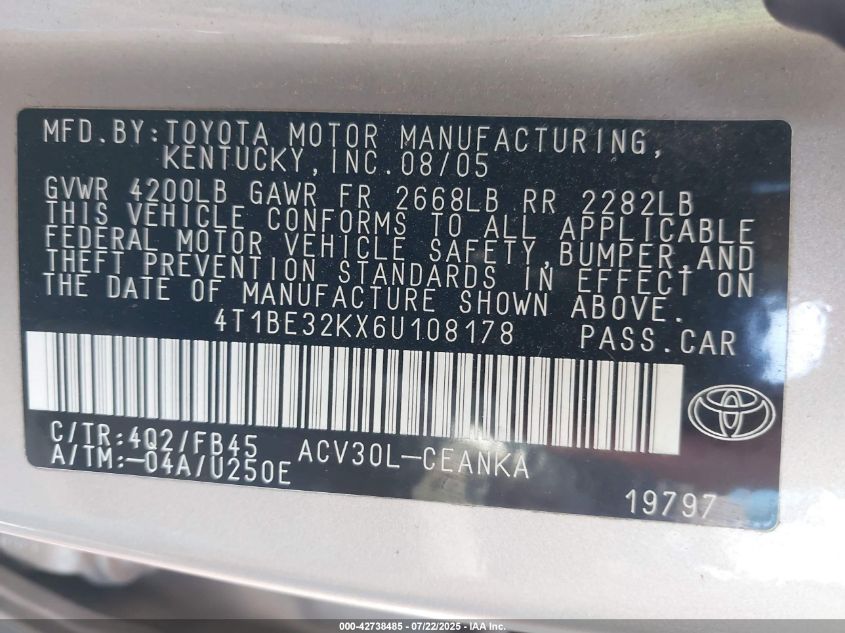 MFD.BY:TOYOTA MOTOR MANUFACTURING,
KENTUCKY,INC.08/05
GVWR 4200LB GAWR FR 2668LB RR 2282LB
THIS VEHICLE CONFORMS TO ALL APPLICABLE
FEDERAL MOTOR VEHICLE SAFETY,BUMPER,AND
THEFT PREVENTION STANDARDS IN EFFECT ON
THE DATE OF MANUFACTURE SHOWN ABOVE.
4T1BE32KX6U108178 PASS.CAR
C/TR:4Q2/FB45 ACV30L-CEANKA
A/TM:-04A/U250E
19797
000-42738485 - 07/22/2025 - IAA Inc.